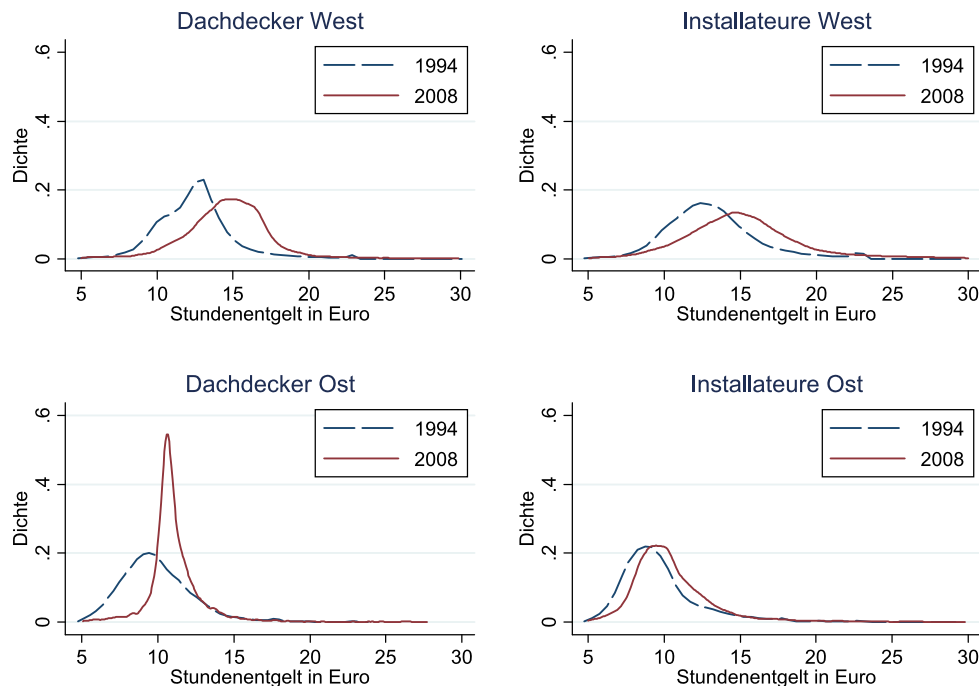 Dachdecker West
.6
.4
.2
0
Dichte
1994
2008
5 10 15 20 25 30
Stundenentgelt in Euro
Installateure West
.6
.4
.2
0
Dichte
1994
2008
5 10 15 20 25 30
Stundenentgelt in Euro
Dachdecker Ost
.6
.4
.2
0
Dichte
1994
2008
5 10 15 20 25 30
Stundenentgelt in Euro
Installateure Ost
.6
.4
.2
0
Dichte
1994
2008
5 10 15 20 25 30
Stundenentgelt in Euro